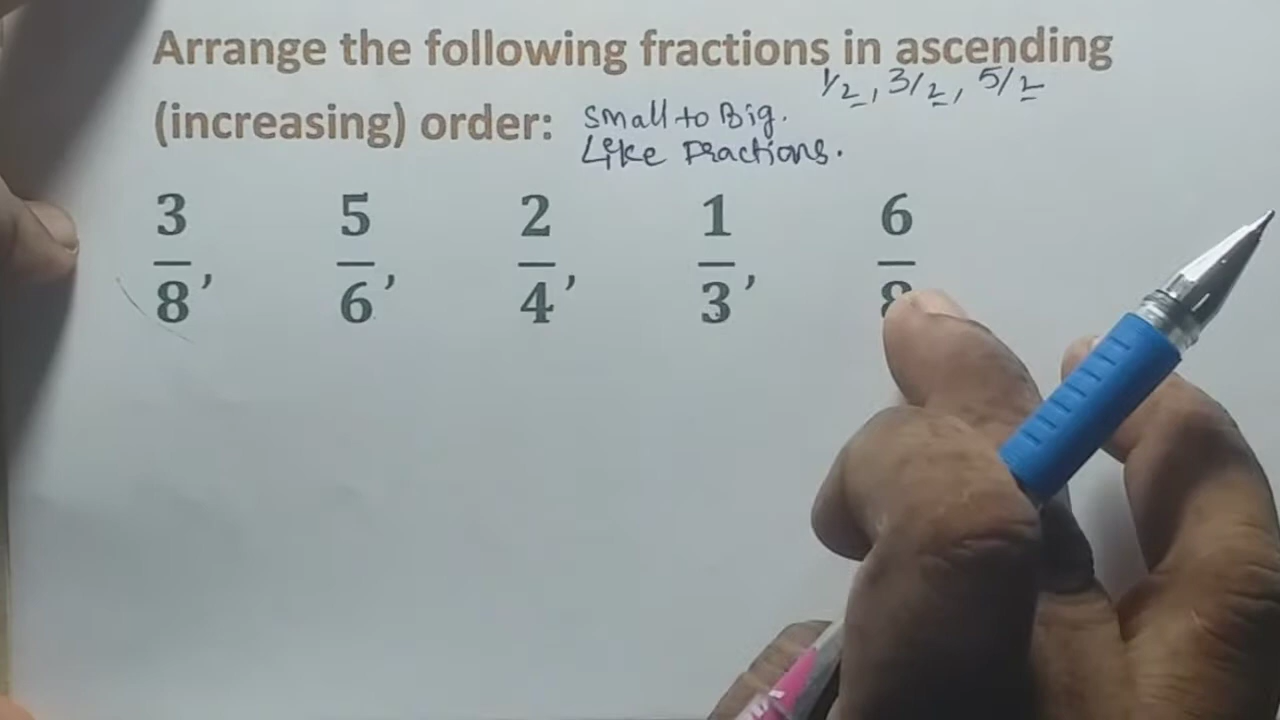 Arrange the following fractions in ascending
1/2, 3/2, 5/2
(increasing) order: Small to Big.
Like Fractions.
3/8, 5/6, 2/4, 1/3, 6/8